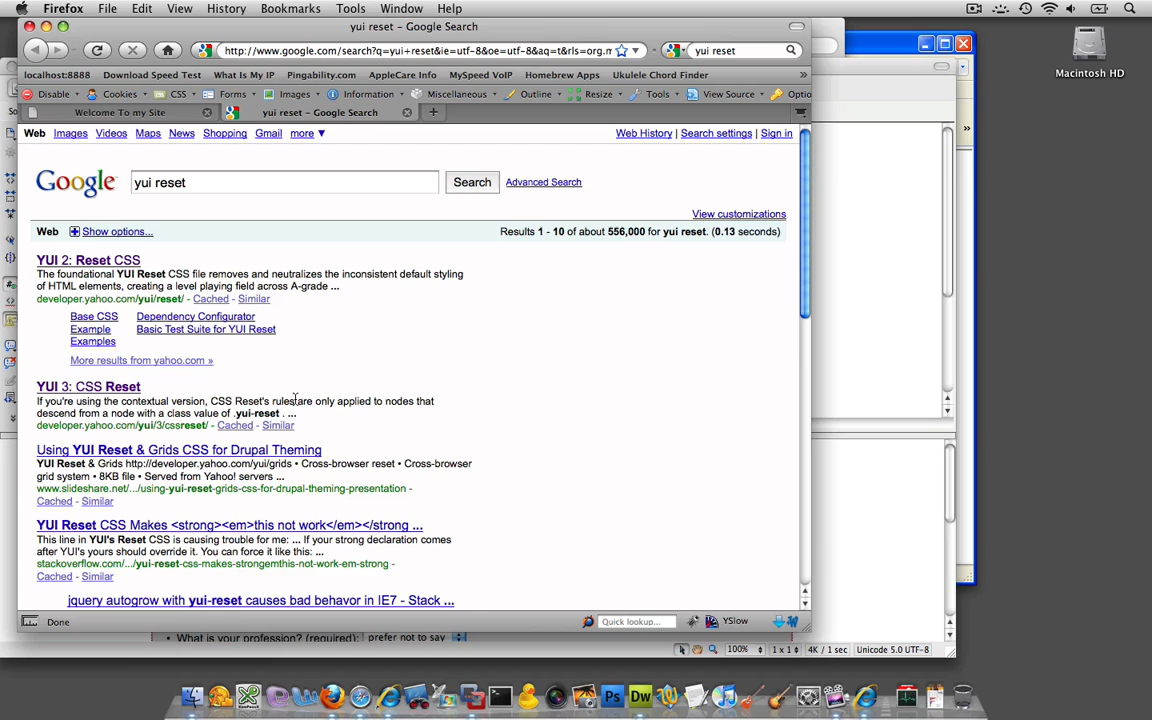 Firefox File Edit View History Bookmarks Tools Window Help
yui reset – Google Search
http://www.google.com/search?q=yui+reset&ie=utf-8&oe=utf-8&aq=t&rls=org.m yui reset
localhost:8888 Download Speed Test What Is My IP Pingability.com AppleCare Info MySpeed VoIP Homebrew Apps Ukulele Chord Finder »
Disable Cookies CSS Forms Images Information Miscellaneous Outline Resize Tools View Source Optio
Welcome To my Site yui reset – Google Search
Web Images Videos Maps News Shopping Gmail more ▼ Web History | Search settings | Sign in
Google yui reset Search Advanced Search
View customizations
Web Show options... Results 1 - 10 of about 556,000 for yui reset. (0.13 seconds)
YUI 2: Reset CSS
The foundational YUI Reset CSS file removes and neutralizes the inconsistent default styling
of HTML elements, creating a level playing field across A-grade ...
developer.yahoo.com/yui/reset/ - Cached - Similar
Base CSS Dependency Configurator
Example Basic Test Suite for YUI Reset
Examples
More results from yahoo.com »
YUI 3: CSS Reset
If you're using the contextual version, CSS Reset's rules are only applied to nodes that
descend from a node with a class value of .yui-reset . ...
developer.yahoo.com/yui/3/cssreset/ - Cached - Similar
Using YUI Reset & Grids CSS for Drupal Theming
YUI Reset & Grids http://developer.yahoo.com/yui/grids • Cross-browser reset • Cross-browser
grid system • 8KB file • Served from Yahoo! servers ...
www.slideshare.net/.../using-yui-reset-grids-css-for-drupal-theming-presentation -
Cached - Similar
YUI Reset CSS Makes <strong><em>this not work</em></strong ...
This line in YUI's Reset CSS is causing trouble for me: ... If your strong declaration comes
after YUI's yours should override it. You can force it like this: ...
stackoverflow.com/.../yui-reset-css-makes-strongemthis-not-work-em-strong -
Cached - Similar
jquery autogrow with yui-reset causes bad behavor in IE7 - Stack ...
Done Quick lookup... YSlow
What is your profession? (required): prefer not to say
100% 1 x 1 4K / 1 sec Unicode 5.0 UTF-8
Macintosh HD
Ps Dw